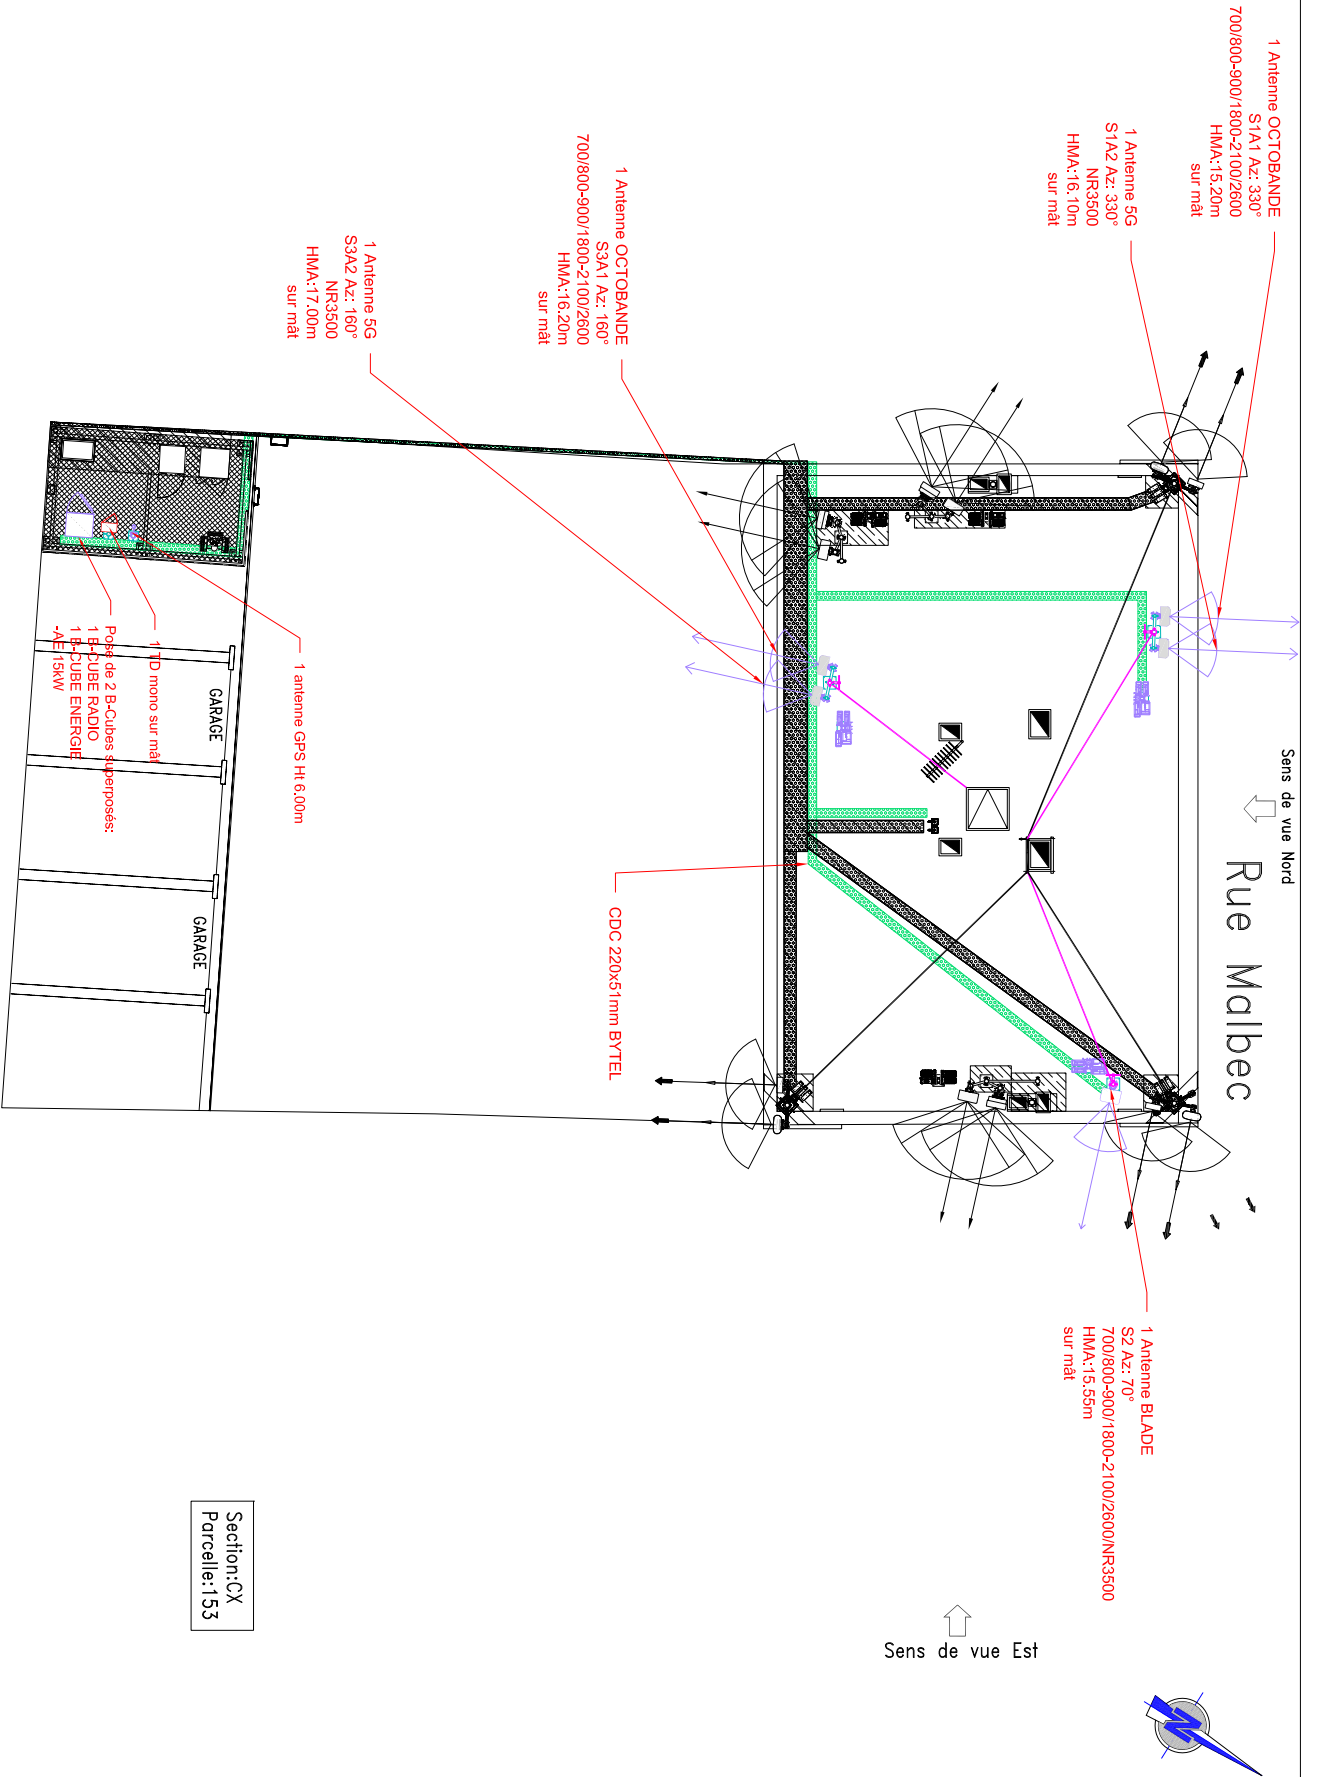 1 Antenne OCTOBANDE
S1A1 Az: 330°
700/800-900/1800-2100/2600
HMA:15.20m
sur mât
1 Antenne 5G
S1A2 Az: 330°
NR3500
HMA:16.10m
sur mât
1 Antenne OCTOBANDE
S3A1 Az: 160°
700/800-900/1800-2100/2600
HMA:16.20m
sur mât
1 Antenne 5G
S3A2 Az: 160°
NR3500
HMA:17.00m
sur mât
Sens de vue Nord
Rue Malbec
1 antenne GPS Ht 6.00m
1 TD mono sur mât
Pose de 2 B-Cubes superposés:
1 B-CUBE RADIO
1 B-CUBE ENERGIE
-AE 15kW
GARAGE
GARAGE
CDC 220x51mm BYTEL
1 Antenne BLADE
S2 Az: 70°
700/800-900/1800-2100/2600/NR3500
HMA:15.55m
sur mât
Section:CX
Parcelle:153
Sens de vue Est
N